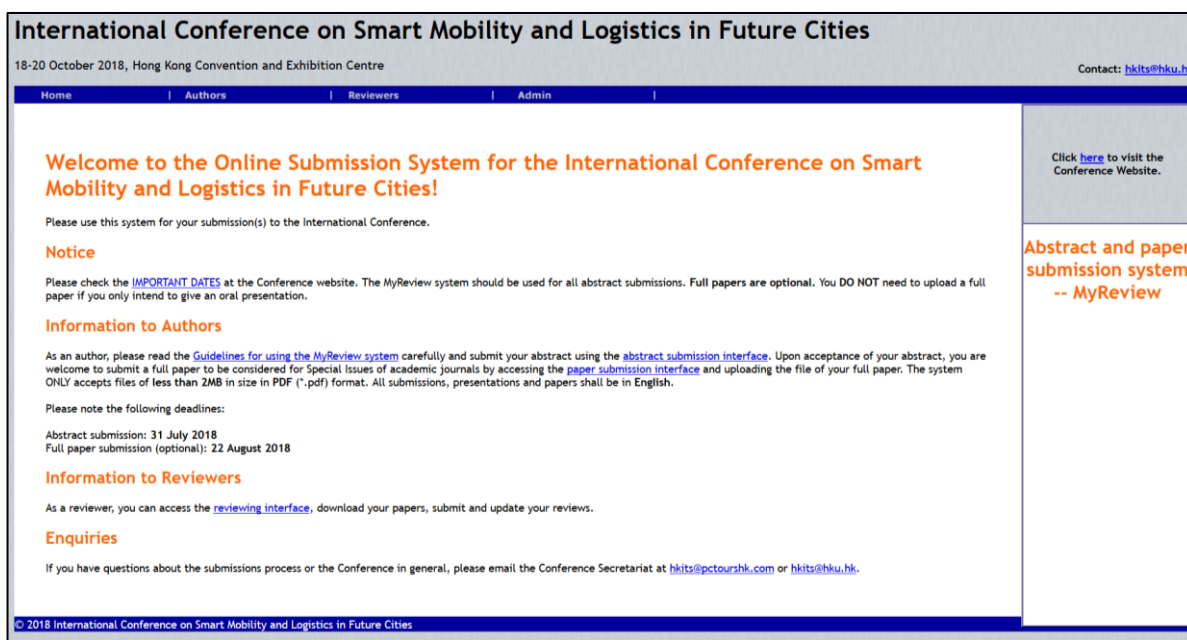 International Conference on Smart Mobility and Logistics in Future Cities
18-20 October 2018, Hong Kong Convention and Exhibition Centre
Contact: hkits@hku.h
Home | Authors | Reviewers | Admin |
Welcome to the Online Submission System for the International Conference on Smart
Mobility and Logistics in Future Cities!
Please use this system for your submission(s) to the International Conference.
Notice
Please check the IMPORTANT DATES at the Conference website. The MyReview system should be used for all abstract submissions. Full papers are optional. You DO NOT need to upload a full
paper if you only intend to give an oral presentation.
Information to Authors
As an author, please read the Guidelines for using the MyReview system carefully and submit your abstract using the abstract submission interface. Upon acceptance of your abstract, you are
welcome to submit a full paper to be considered for Special Issues of academic journals by accessing the paper submission interface and uploading the file of your full paper. The system
ONLY accepts files of less than 2MB in size in PDF (*.pdf) format. All submissions, presentations and papers shall be in English.
Please note the following deadlines:
Abstract submission: 31 July 2018
Full paper submission (optional): 22 August 2018
Information to Reviewers
As a reviewer, you can access the reviewing interface, download your papers, submit and update your reviews.
Enquiries
If you have questions about the submissions process or the Conference in general, please email the Conference Secretariat at hkits@pctourshk.com or hkits@hku.hk.
Click here to visit the
Conference Website.
Abstract and paper
submission system
-- MyReview
© 2018 International Conference on Smart Mobility and Logistics in Future Cities